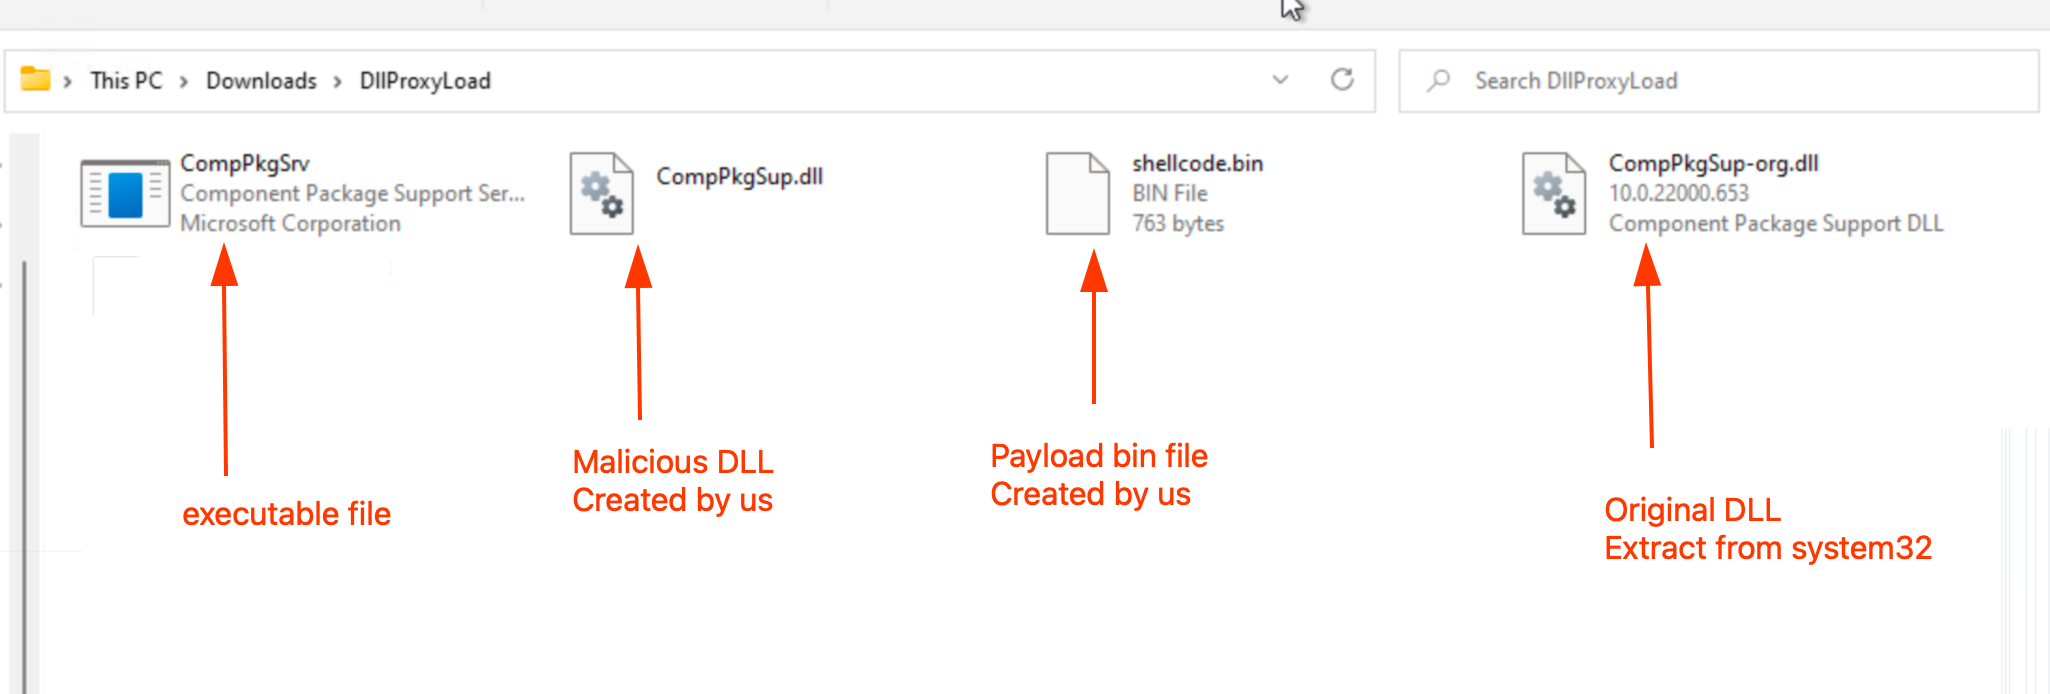 This PC > Downloads > DllProxyLoad
Search DllProxyLoad
CompPkgSrv
Component Package Support Ser...
Microsoft Corporation
CompPkgSup.dll
shellcode.bin
BIN File
763 bytes
CompPkgSup-org.dll
10.0.22000.653
Component Package Support DLL
executable file
Malicious DLL
Created by us
Payload bin file
Created by us
Original DLL
Extract from system32